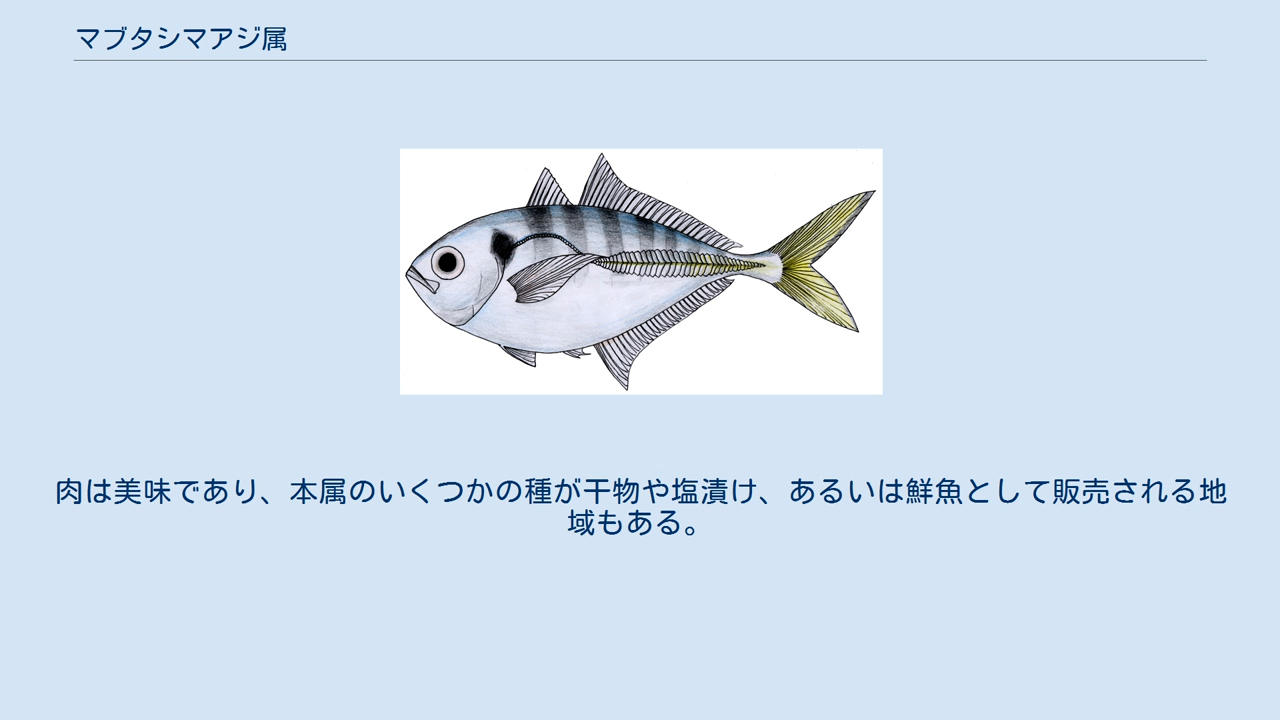 マブタシマアジ属
肉は美味であり、本属のいくつかの種が干物や塩漬け、あるいは鮮魚として販売される地
域もある。